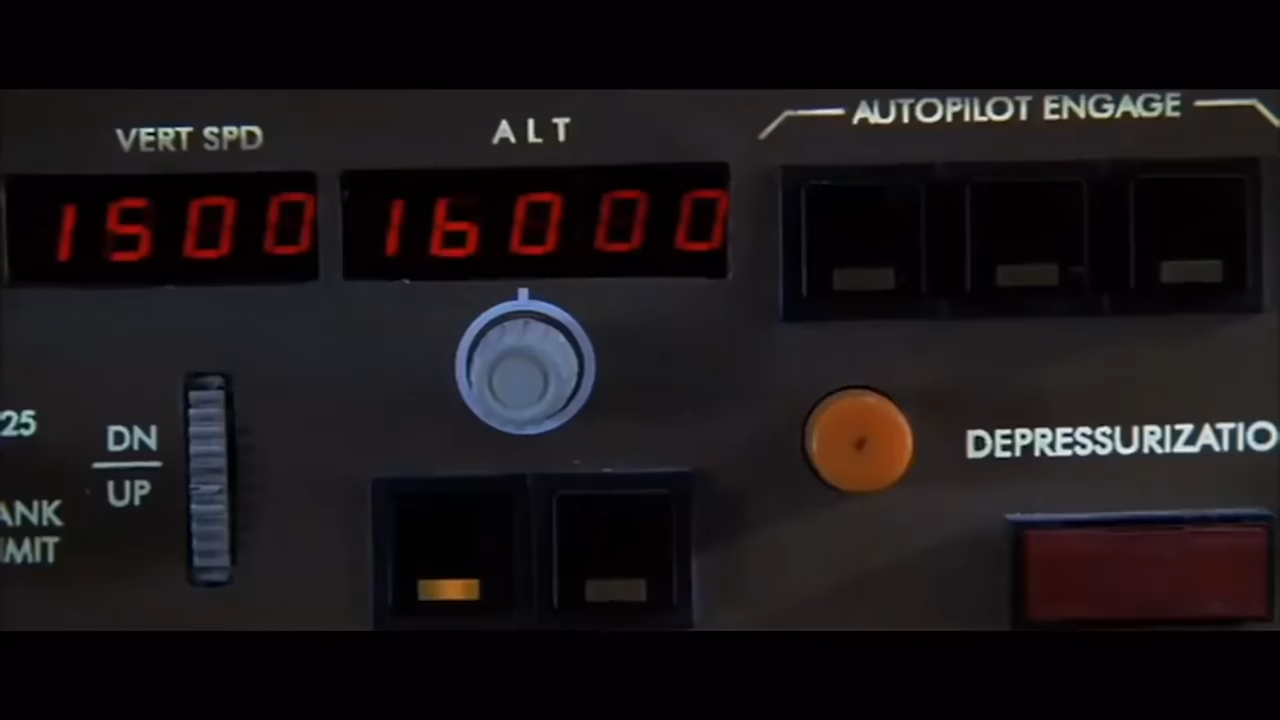 VERT SPD
ALT
AUTOPILOT ENGAGE
1500
16000
25
DN
UP
DEPRESSURIZATIO
ANK
IMIT